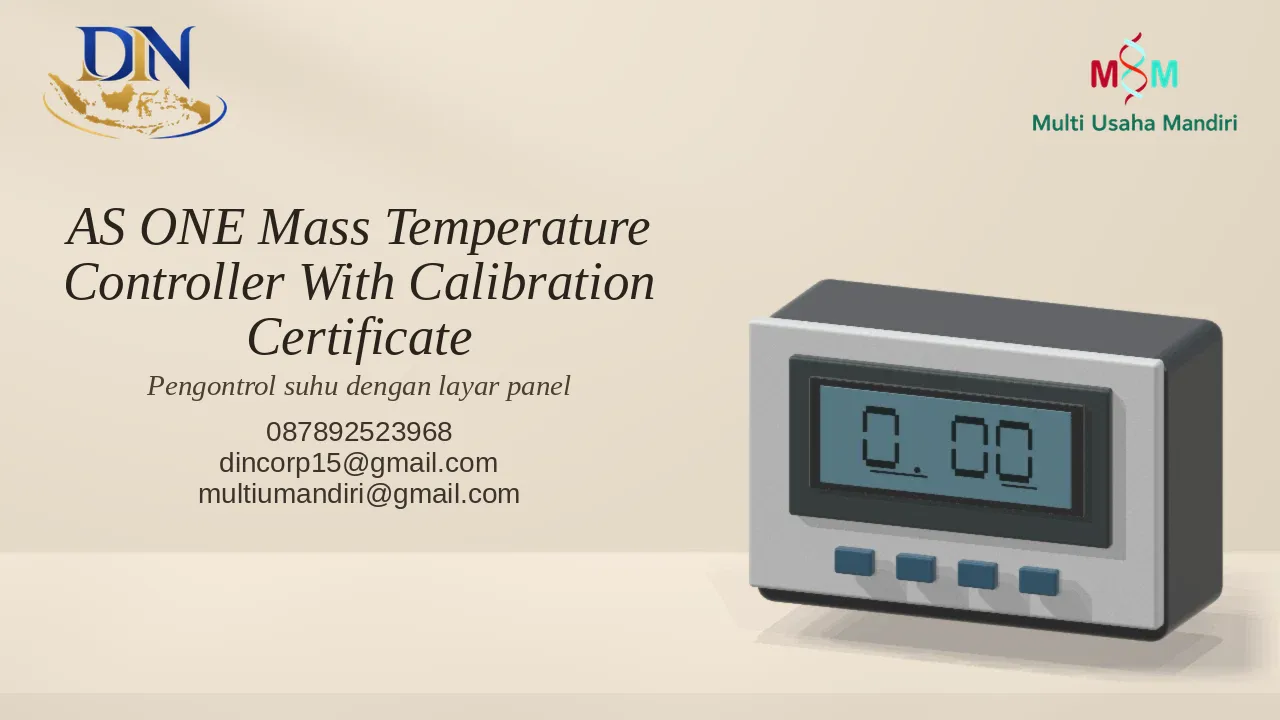 DN
M M
Multi Usaha Mandiri
AS ONE Mass Temperature
Controller With Calibration
Certificate
Pengontrol suhu dengan layar panel
087892523968
dincorp15@gmail.com
multiumandiri@gmail.com
0.00